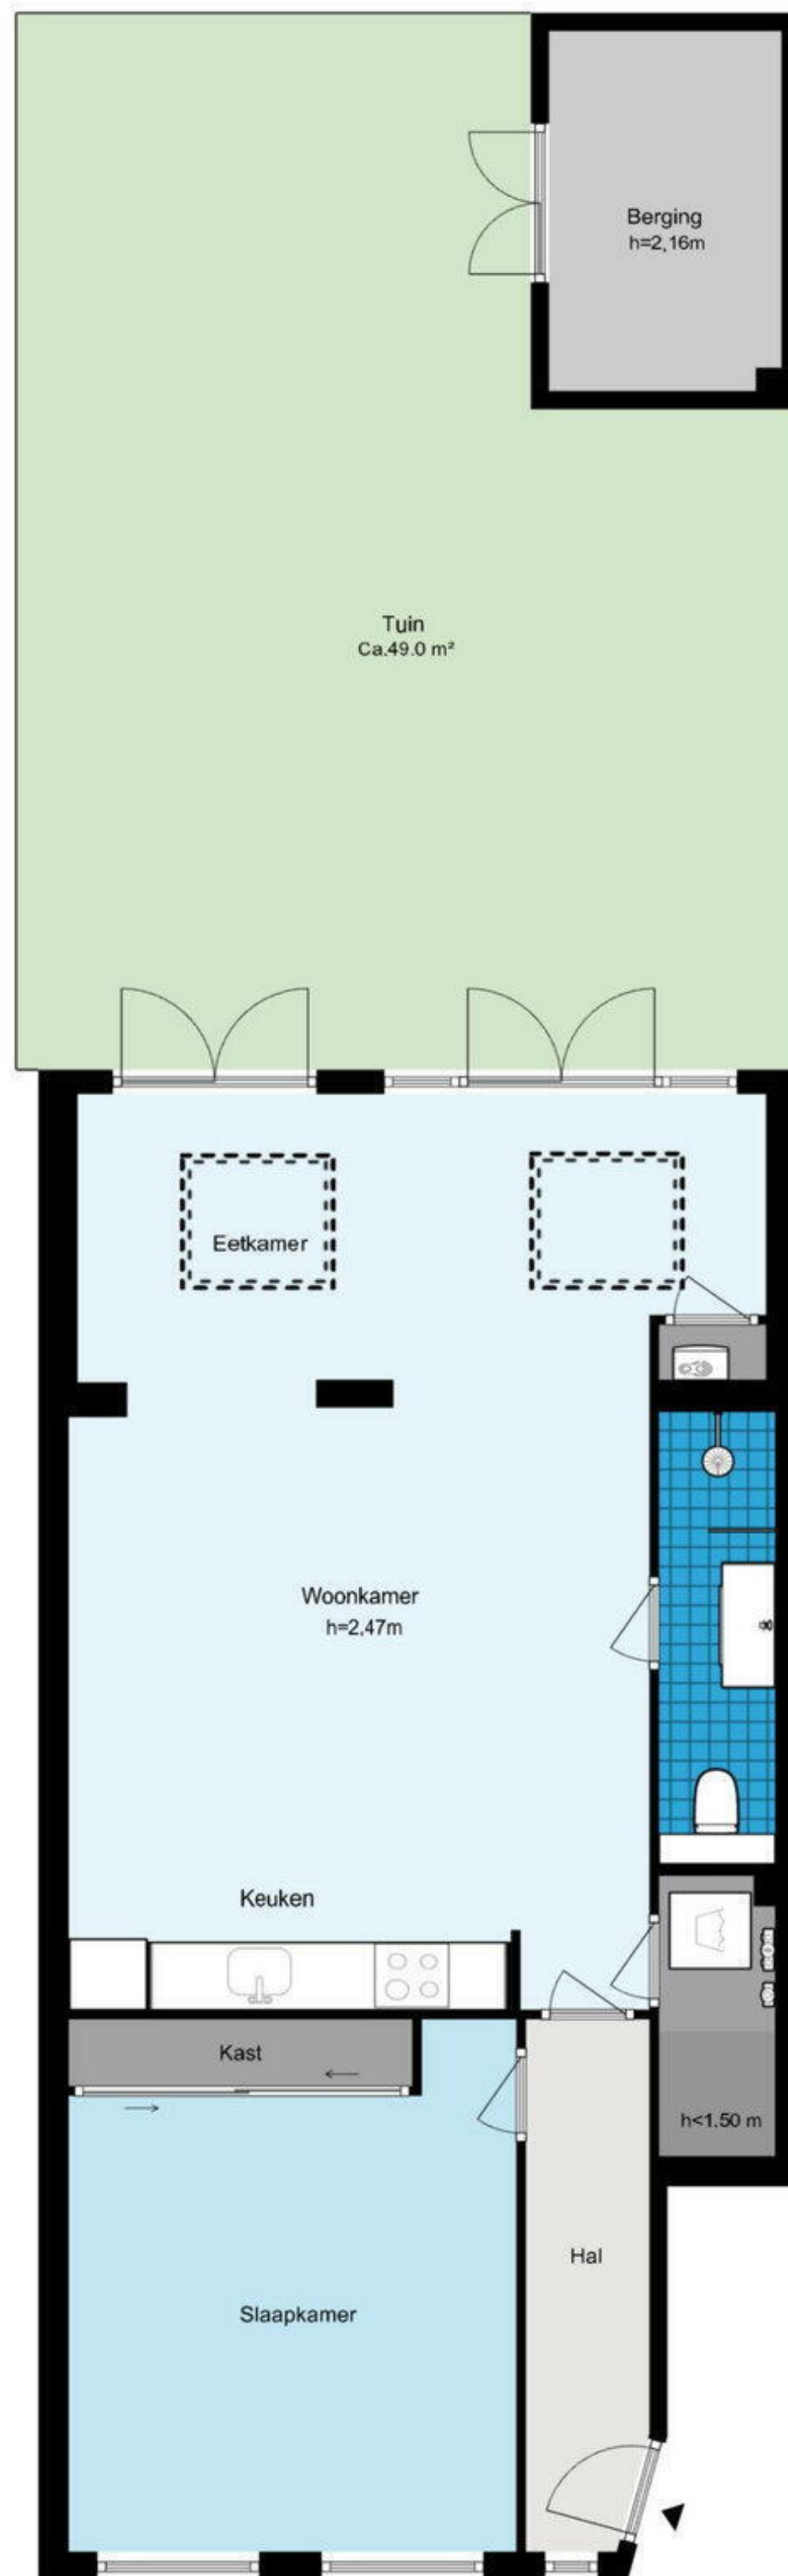 Berging
h=2,16m
Tuin
Ca.49.0 m²
Eetkamer
Woonkamer
h=2,47m
Keuken
Kast
h<1.50 m
Hal
Slaapkamer